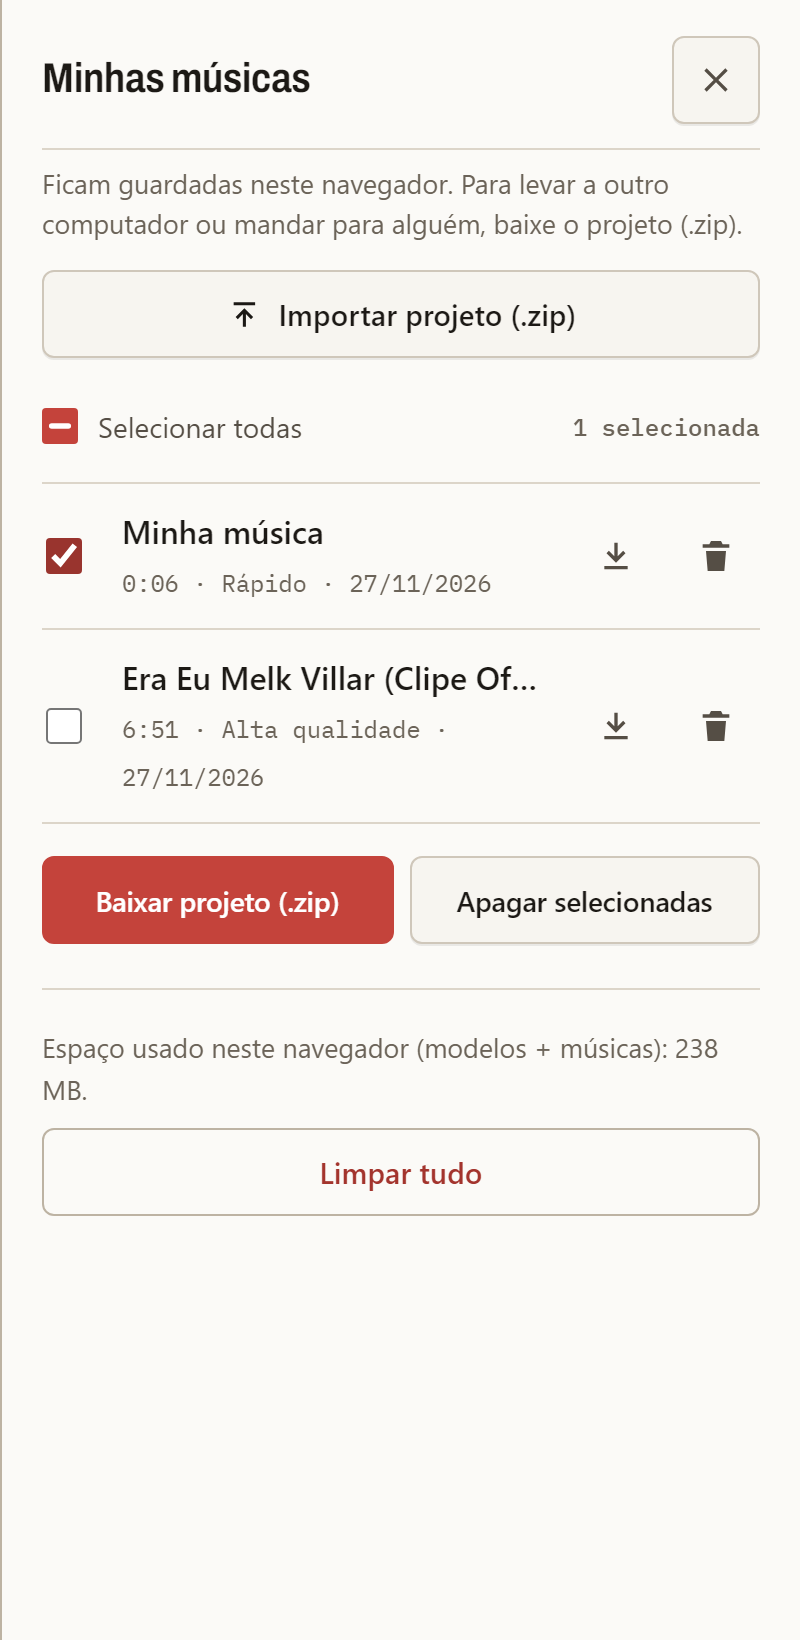 Minhas músicas
Ficam guardadas neste navegador. Para levar a outro
computador ou mandar para alguém, baixe o projeto (.zip).
Importar projeto (.zip)
Selecionar todas
1 selecionada
Minha música
0:06 · Rápido · 27/11/2026
Era Eu Melk Villar (Clipe Of...
6:51 · Alta qualidade ·
27/11/2026
Baixar projeto (.zip)
Apagar selecionadas
Espaço usado neste navegador (modelos + músicas): 238
MB.
Limpar tudo